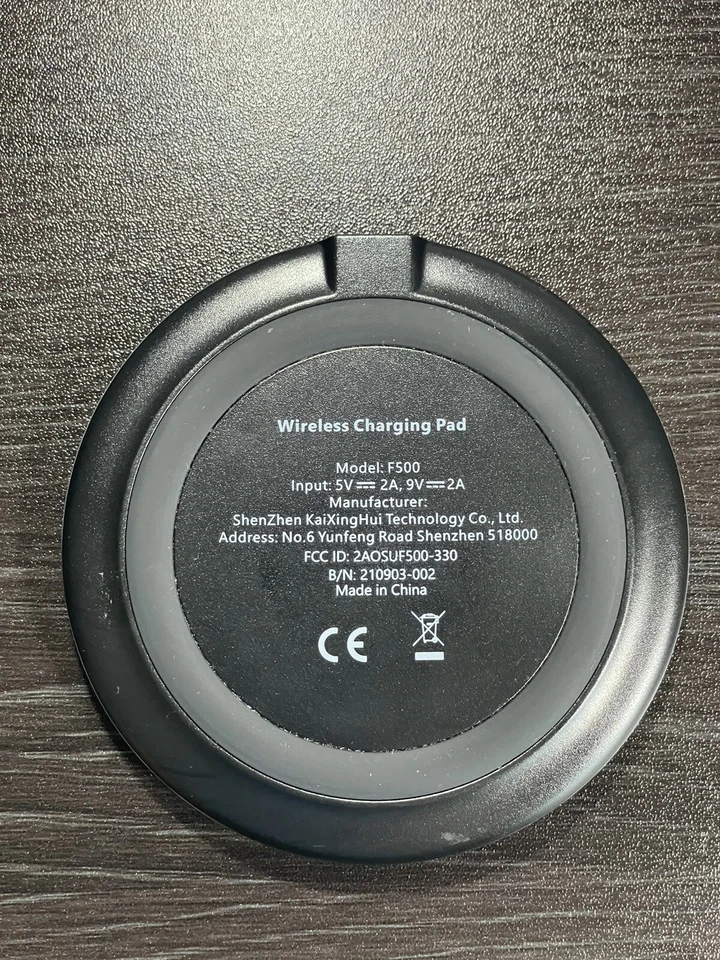 Wireless Charging Pad
Model: F500
Input: 5V⎓2A, 9V⎓2A
Manufacturer:
ShenZhen KaiXingHui Technology Co., Ltd.
Address: No.6 Yunfeng Road Shenzhen 518000
FCC ID: 2AOSUF500-330
B/N: 210903-002
Made in China
CE